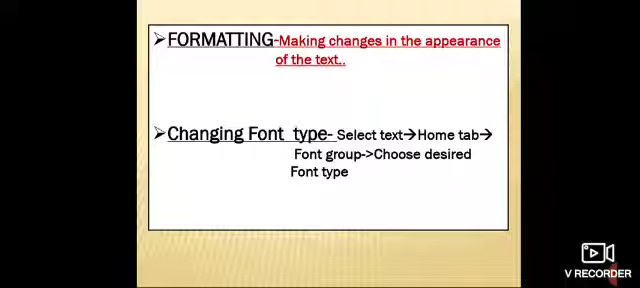 ➢FORMATTING-Making changes in the appearance
of the text..
➢Changing Font type- Select text→Home tab→
Font group->Choose desired
Font type
V RECORDER